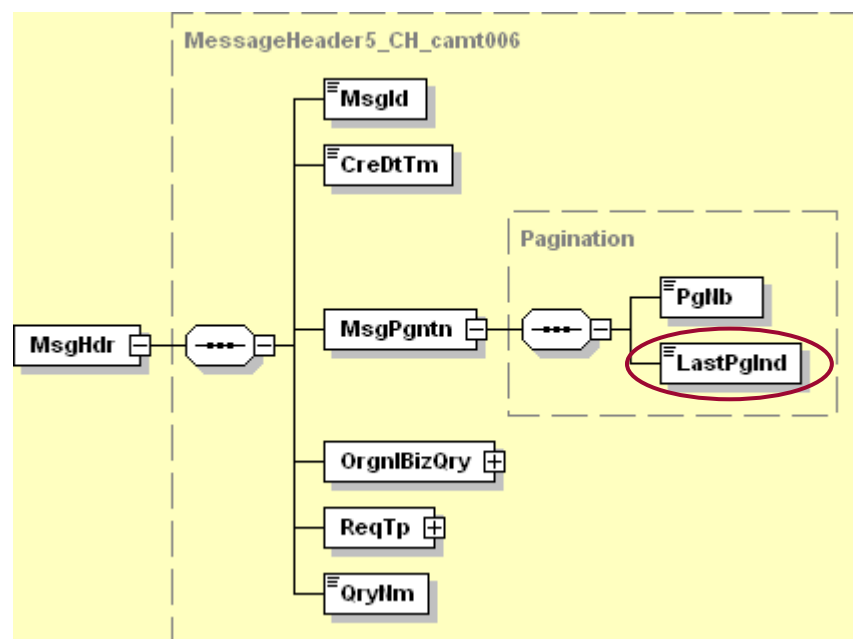 MessageHeader5_CH_camt006
MsgId
CreDtTm
Pagination
PgNb
MsgHdr
MsgPgntn
LastPgInd
OrgnlBizQry
ReqTp
QryNm